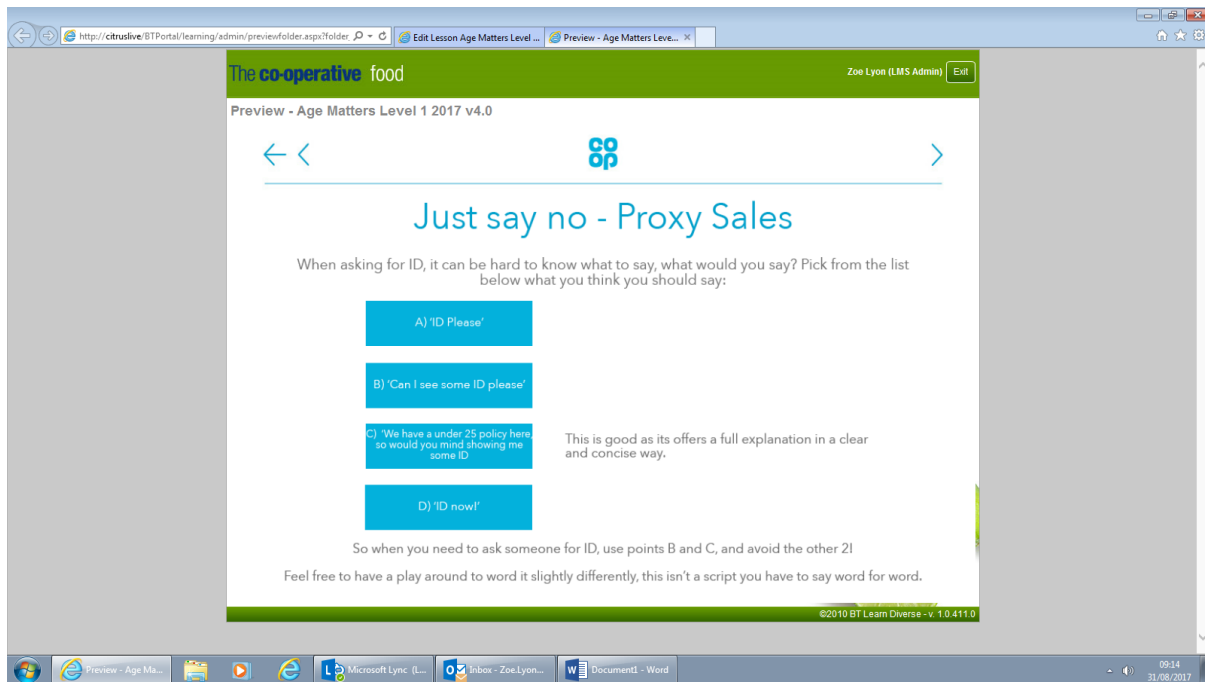 http://citruslive/BTPortal/learning/admin/previewfolder.aspx?folder
Edit Lesson Age Matters Level ...
Preview - Age Matters Leve...
The co-operative food
Zoe Lyon (LMS Admin)
Exit
Preview - Age Matters Level 1 2017 v4.0
CO
OP
Just say no - Proxy Sales
When asking for ID, it can be hard to know what to say, what would you say? Pick from the list
below what you think you should say:
A) 'ID Please'
B) 'Can I see some ID please'
C) 'We have a under 25 policy here,
so would you mind showing me
some ID
This is good as its offers a full explanation in a clear
and concise way.
D) 'ID now!'
So when you need to ask someone for ID, use points B and C, and avoid the other 2!
Feel free to have a play around to word it slightly differently, this isn't a script you have to say word for word.
©2010 BT Learn Diverse - v. 1.0.411.0
Preview - Age Ma...
Microsoft Lync (L...
Inbox - Zoe.Lyon...
Document1 - Word
09:14
31/08/2017